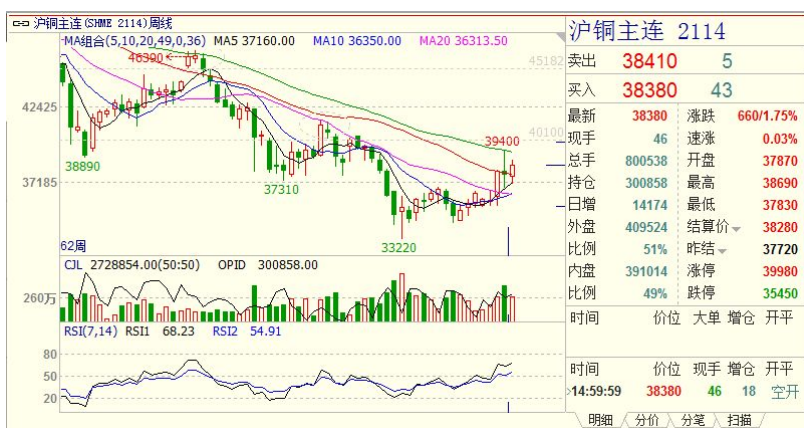 沪铜主连(SHME 2114)周线
MA组合(5,10,20,49,0,36) MA5 37160.00 MA10 36350.00 MA20 36313.50
46390
45182
42425
40100
39400
38890
37310
37185
33220
62周
CJL 2728854.00(50:50) OPID 300858.00
260万
RSI(7,14) RSI1 68.23 RSI2 54.91
80
50
20
沪铜主连 2114
卖出 38410 5
买入 38380 43
最新 38380 涨跌 660/1.75%
现手 46 速涨 0.03%
总手 800538 开盘 37870
持仓 300858 最高 38690
日增 14174 最低 37830
外盘 409524 结算价 38280
比例 51% 昨结 37720
内盘 391014 涨停 39980
比例 49% 跌停 35450
时间 价位 大单 增仓 开平
时间 价位 现手 增仓 开平
14:59:59 38380 46 18 空开
明细 分价 分笔 扫描